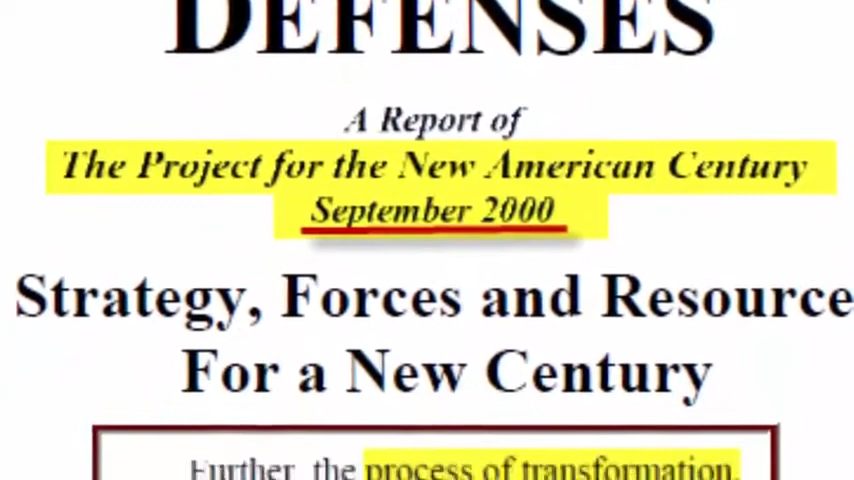 DEFENSES
A Report of
The Project for the New American Century
September 2000
Strategy, Forces and Resource
For a New Century
Further, the process of transformation,